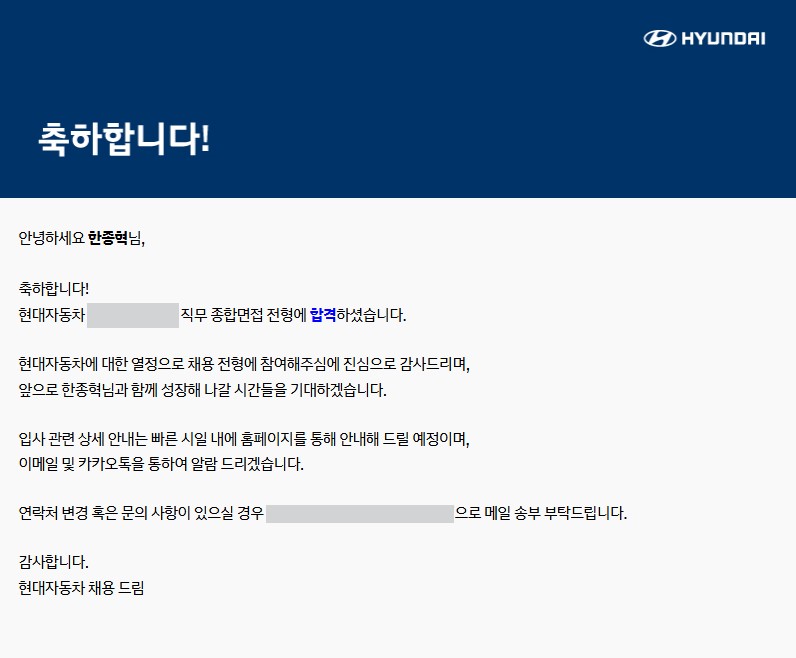 HYUNDAI
축하합니다!
안녕하세요 한종혁님,
축하합니다!
현대자동차 직무 종합면접 전형에 합격하셨습니다.
현대자동차에 대한 열정으로 채용 전형에 참여해주심에 진심으로 감사드리며,
앞으로 한종혁님과 함께 성장해 나갈 시간들을 기대하겠습니다.
입사 관련 상세 안내는 빠른 시일 내에 홈페이지를 통해 안내해 드릴 예정이며,
이메일 및 카카오톡을 통하여 알람 드리겠습니다.
연락처 변경 혹은 문의 사항이 있으실 경우 으로 메일 송부 부탁드립니다.
감사합니다.
현대자동차 채용 드림